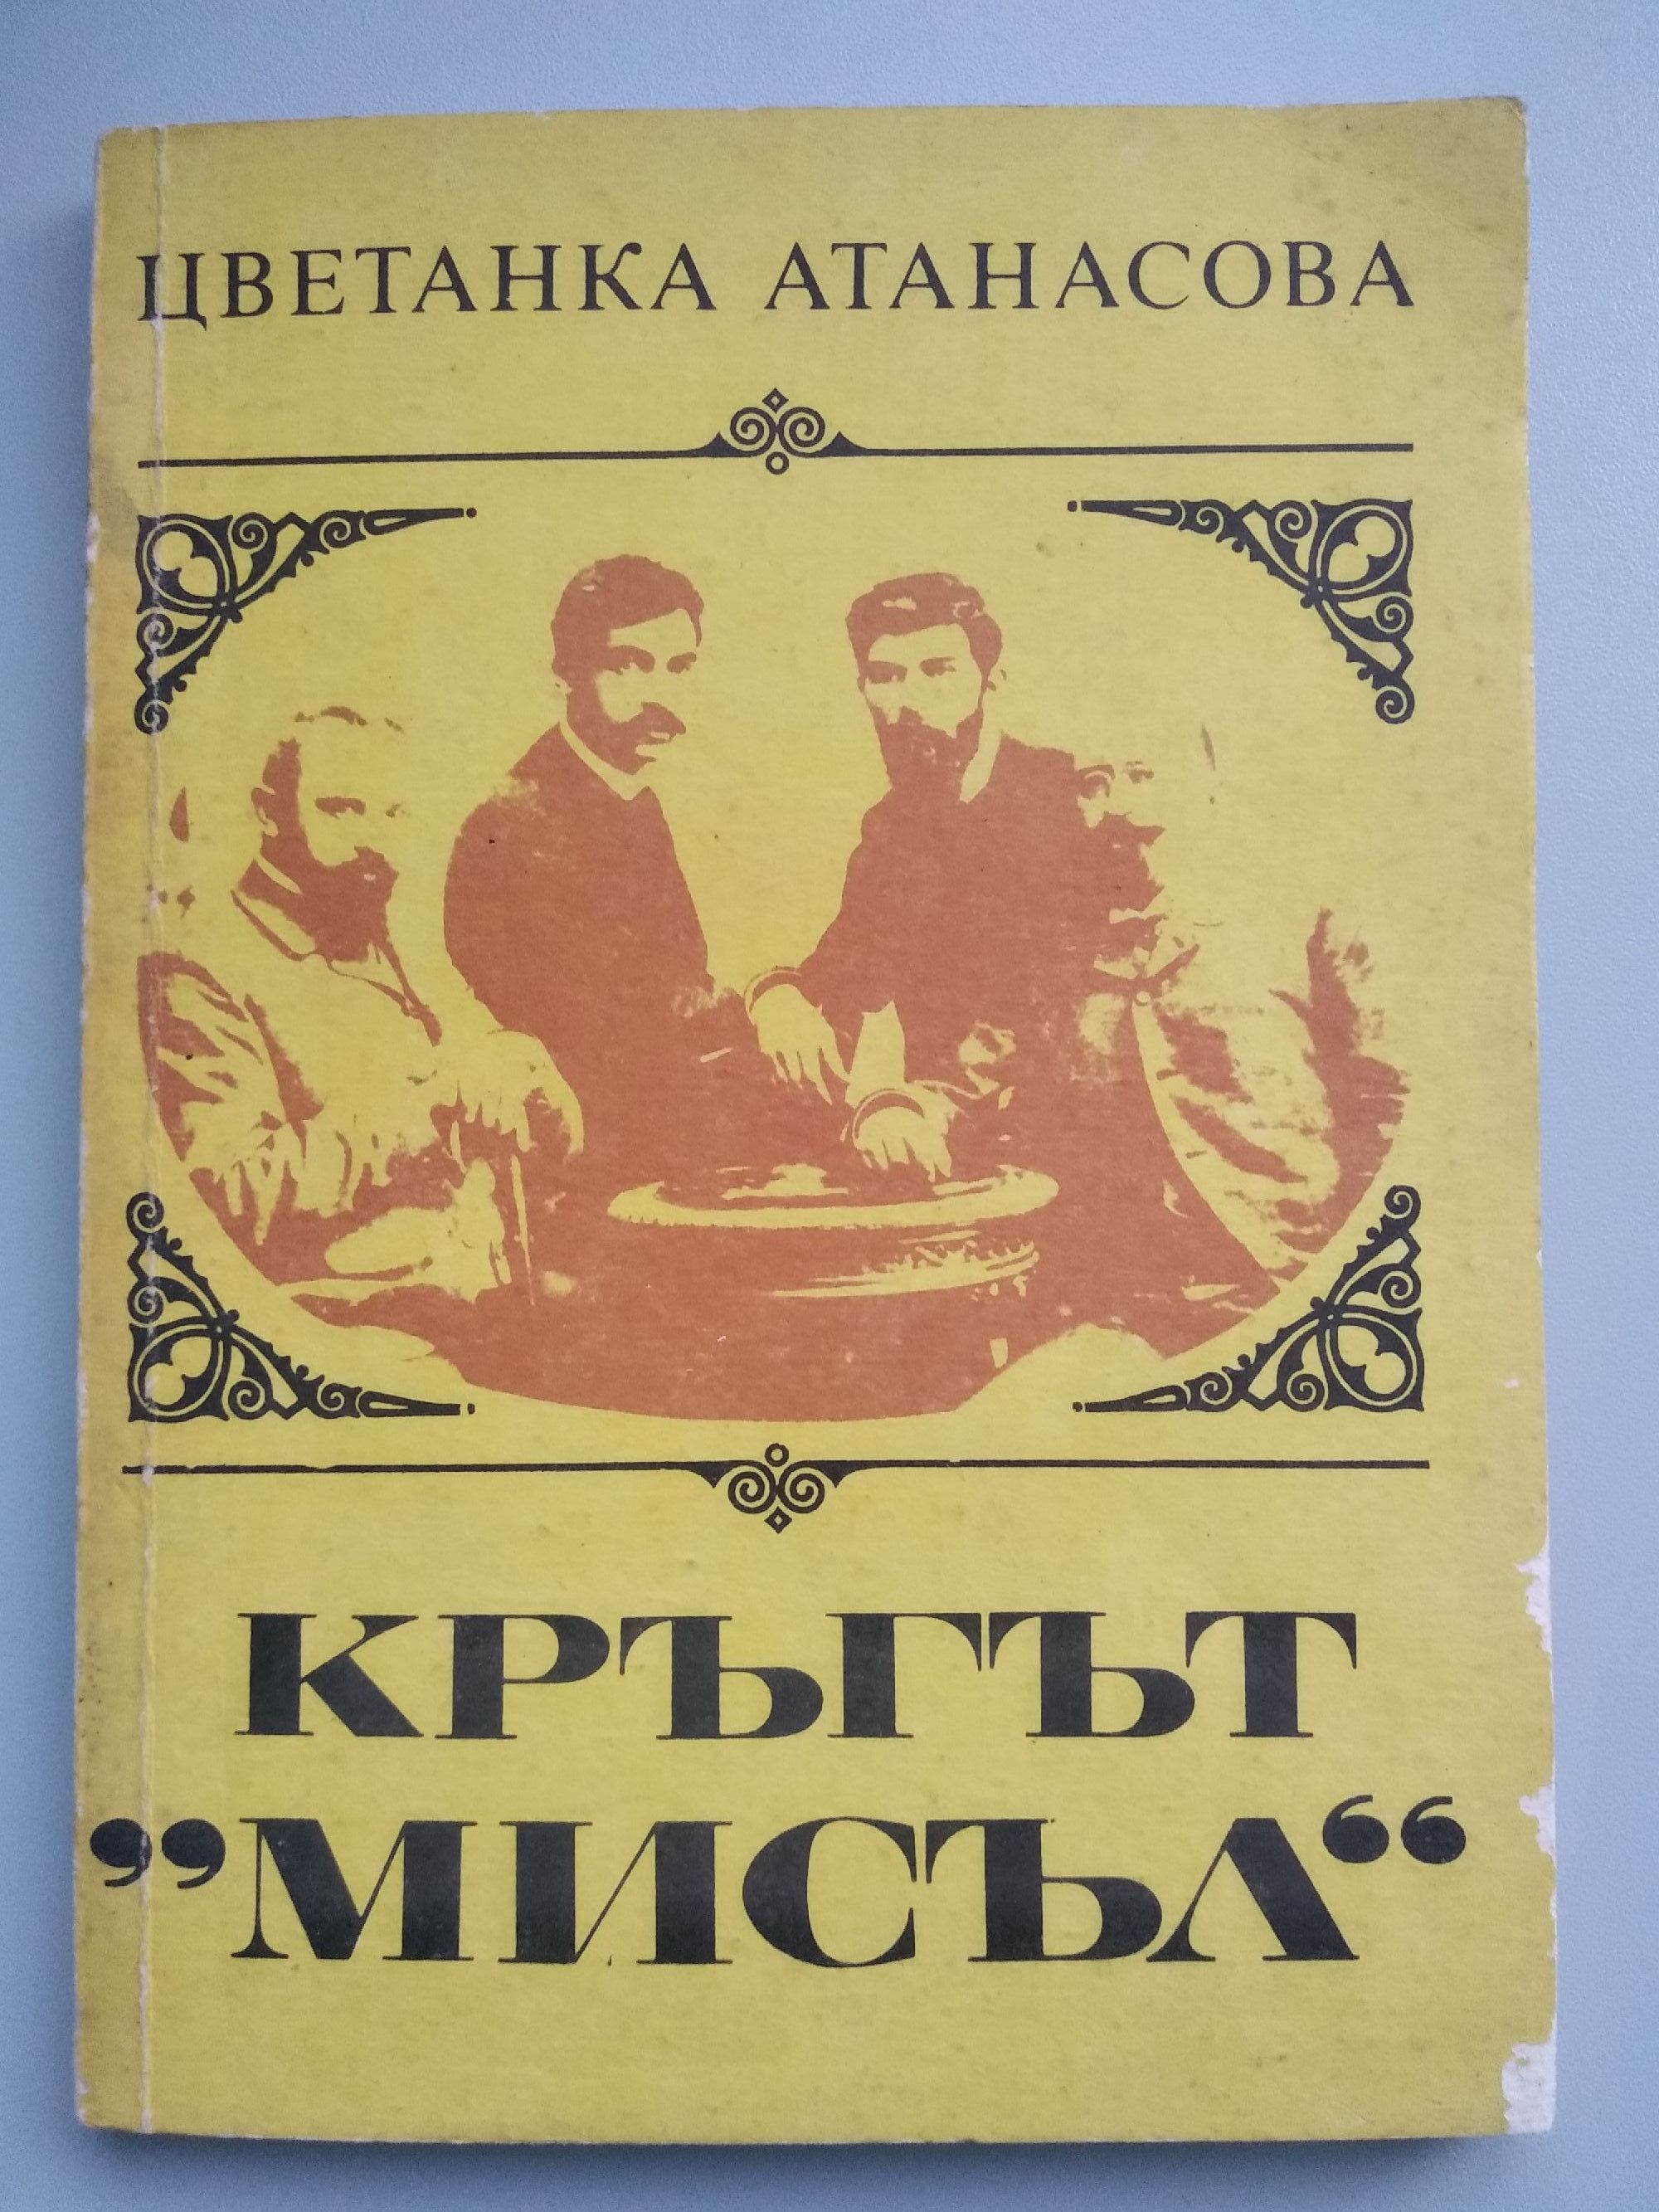 ЦВЕТАНКА АТАНАСОВА
КРЪГЪТ
”МИСЪЛ“